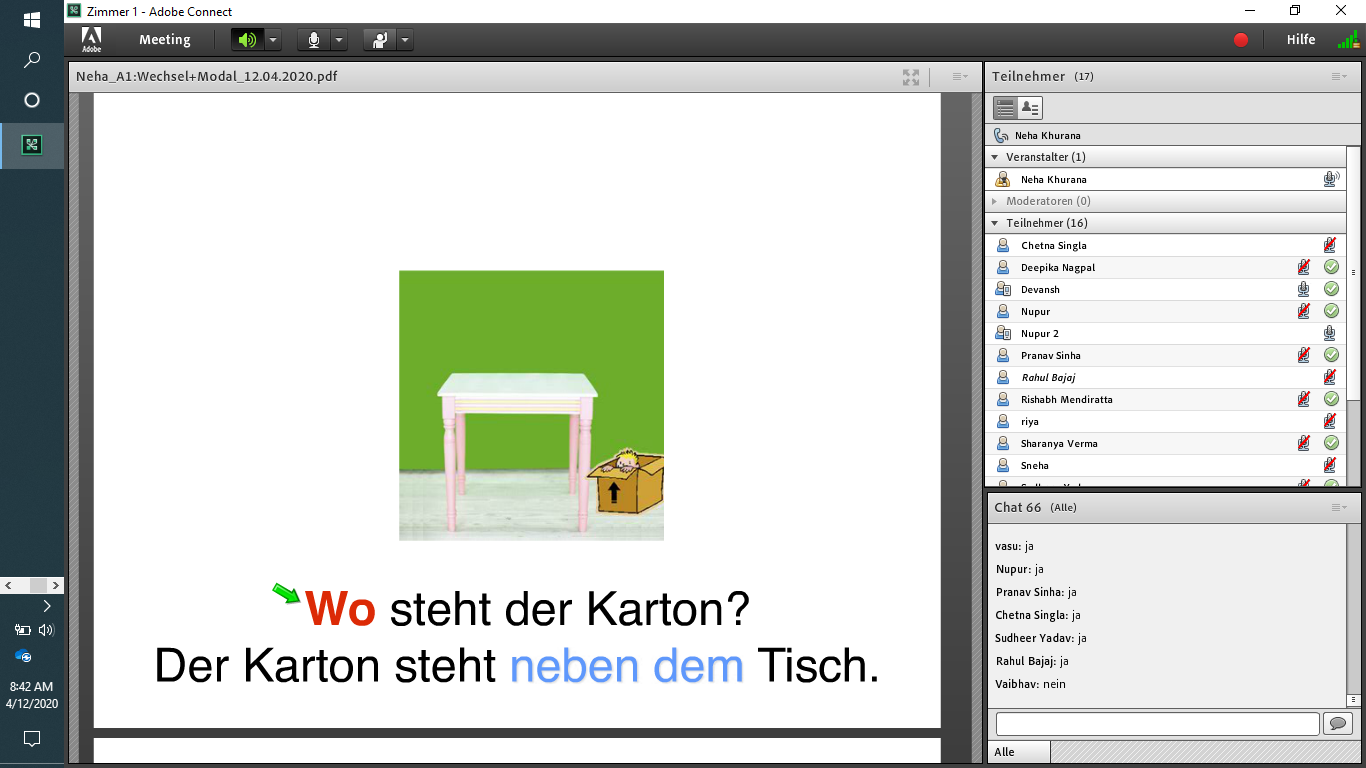 Zimmer 1 - Adobe Connect
Adobe
Meeting
Hilfe
Neha_A1:Wechsel+Modal_12.04.2020.pdf
Wo steht der Karton?
Der Karton steht neben dem Tisch.
Teilnehmer (17)
Neha Khurana
Veranstalter (1)
Neha Khurana
Moderatoren (0)
Teilnehmer (16)
Chetna Singla
Deepika Nagpal
Devansh
Nupur
Nupur 2
Pranav Sinha
Rahul Bajaj
Rishabh Mendiratta
riya
Sharanya Verma
Sneha
Chat 66 (Alle)
vasu: ja
Nupur: ja
Pranav Sinha: ja
Chetna Singla: ja
Sudheer Yadav: ja
Rahul Bajaj: ja
Vaibhav: nein
Alle
8:42 AM
4/12/2020